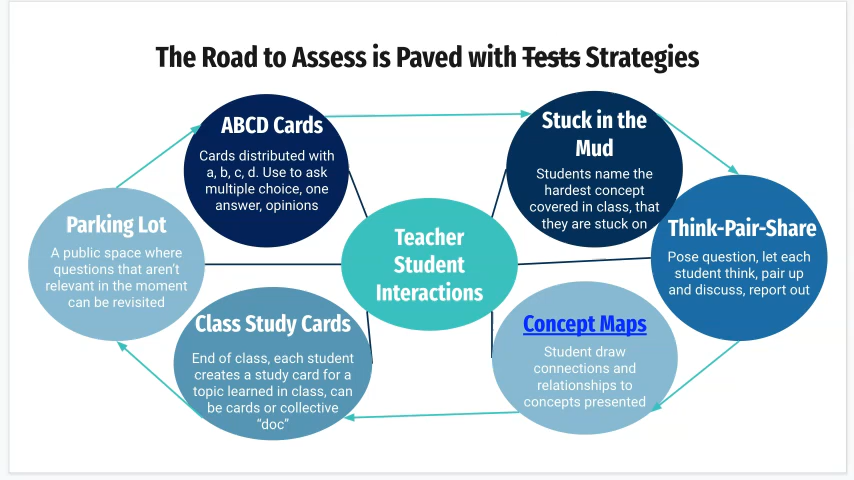 The Road to Assess is Paved with Tests Strategies
ABCD Cards
Cards distributed with
a, b, c, d. Use to ask
multiple choice, one
answer, opinions
Stuck in the
Mud
Students name the
hardest concept
covered in class, that
they are stuck on
Parking Lot
A public space where
questions that aren't
relevant in the moment
can be revisited
Teacher
Student
Interactions
Think-Pair-Share
Pose question, let each
student think, pair up
and discuss, report out
Class Study Cards
End of class, each student
creates a study card for a
topic learned in class, can
be cards or collective
“doc”
Concept Maps
Student draw
connections and
relationships to
concepts presented